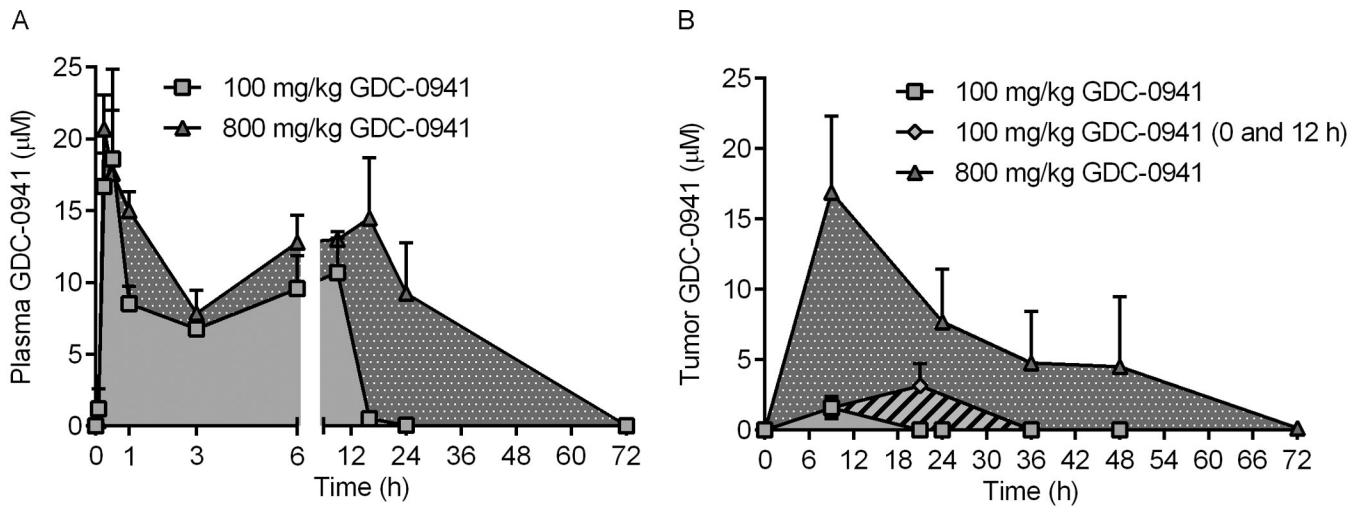 A
Plasma GDC-0941 (μM)
25
20
15
10
5
0
100 mg/kg GDC-0941
800 mg/kg GDC-0941
0 1 3 6 12 24 36 48 60 72
Time (h)
B
Tumor GDC-0941 (μM)
25
20
15
10
5
0
100 mg/kg GDC-0941
100 mg/kg GDC-0941 (0 and 12 h)
800 mg/kg GDC-0941
0 6 12 18 24 30 36 42 48 54 60 66 72
Time (h)